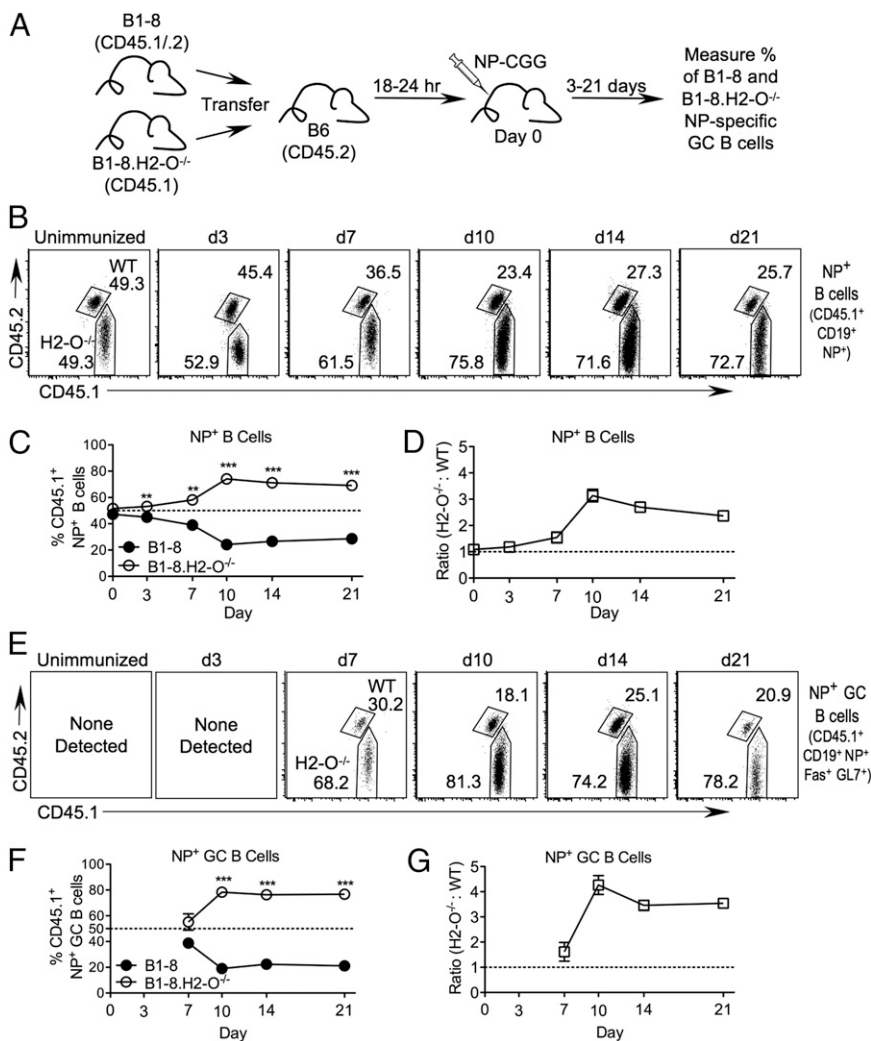 A
B1-8
(CD45.1/.2)
B1-8.H2-O-/-
(CD45.1)
Transfer
B6
(CD45.2)
18-24 hr
NP-CGG
Day 0
3-21 days
Measure %
of B1-8 and
B1-8.H2-O-/-
NP-specific
GC B cells
B
Unimmunized d3 d7 d10 d14 d21
CD45.2
WT
49.3
H2-O-/-
49.3
45.4
52.9
36.5
61.5
23.4
75.8
27.3
71.6
25.7
72.7
NP+
B cells
(CD45.1+
CD19+
NP+)
CD45.1
C
NP+ B Cells
% CD45.1+
NP+ B cells
100
80
60
50
40
20
0
** ** *** *** ***
B1-8
B1-8.H2-O-/-
0 3 7 10 14 21
Day
D
NP+ B Cells
Ratio (H2-O-/-: WT)
5
4
3
2
1
0
0 3 7 10 14 21
Day
E
Unimmunized d3 d7 d10 d14 d21
CD45.2
None
Detected
None
Detected
WT
30.2
H2-O-/-
68.2
18.1
81.3
25.1
74.2
20.9
78.2
NP+ GC
B cells
(CD45.1+
CD19+ NP+
Fas+ GL7+)
CD45.1
F
NP+ GC B Cells
% CD45.1+
NP+ GC B cells
100
80
60
50
40
20
0
*** *** ***
B1-8
B1-8.H2-O-/-
0 3 7 10 14 21
Day
G
NP+ GC B Cells
Ratio (H2-O-/-: WT)
5
4
3
2
1
0
0 3 7 10 14 21
Day